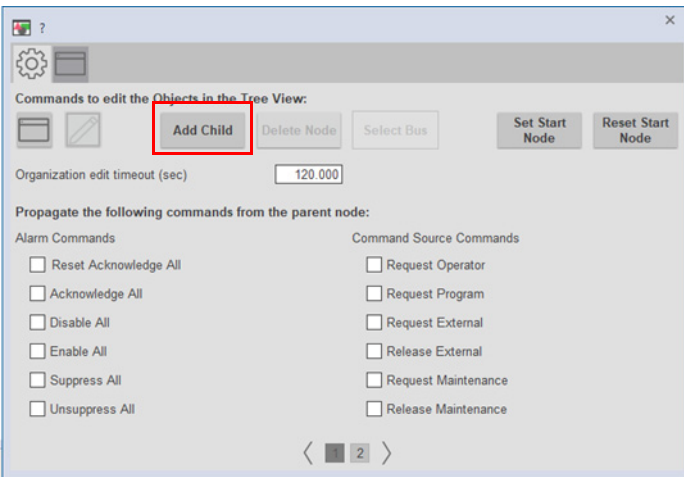 ?
×
Commands to edit the Objects in the Tree View:
Add Child
Delete Node
Select Bus
Set Start
Node
Reset Start
Node
Organization edit timeout (sec)
120.000
Propagate the following commands from the parent node:
Alarm Commands
Command Source Commands
Reset Acknowledge All
Request Operator
Acknowledge All
Request Program
Disable All
Request External
Enable All
Release External
Suppress All
Request Maintenance
Unsuppress All
Release Maintenance
1
2